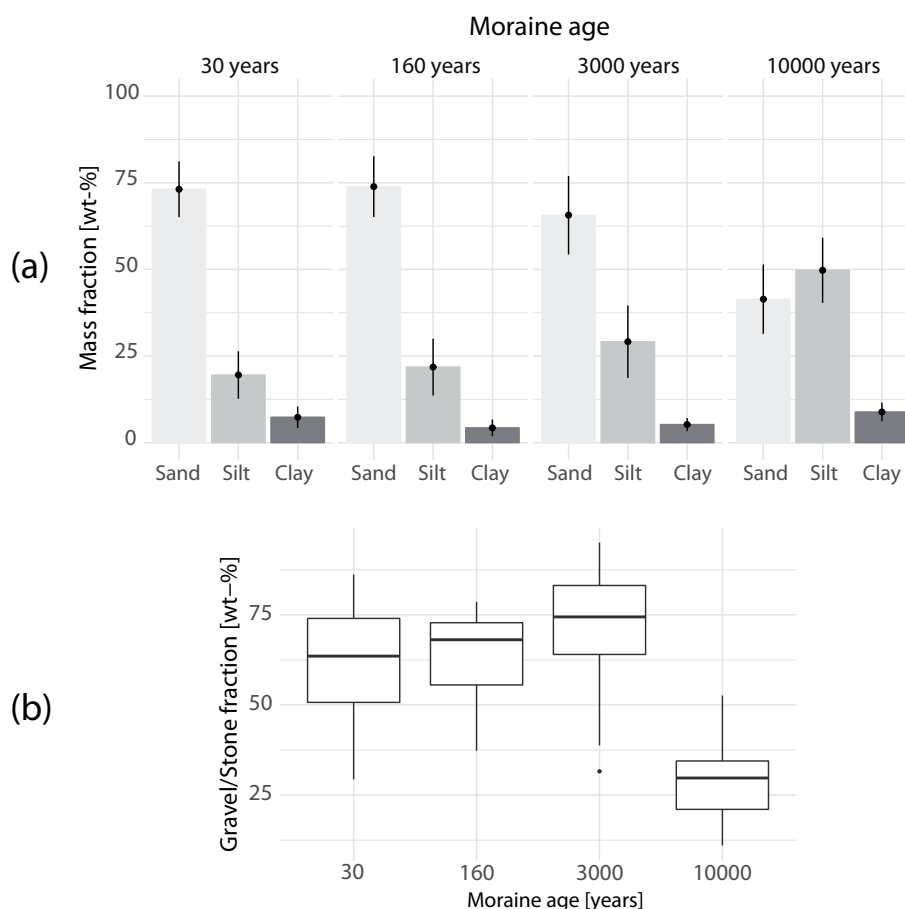 Moraine age
30 years 160 years 3000 years 10000 years
100
75
50
25
0
Mass fraction [wt-%]
(a)
Sand Silt Clay Sand Silt Clay Sand Silt Clay Sand Silt Clay
75
50
25
Gravel/Stone fraction [wt–%]
(b)
30 160 3000 10000
Moraine age [years]